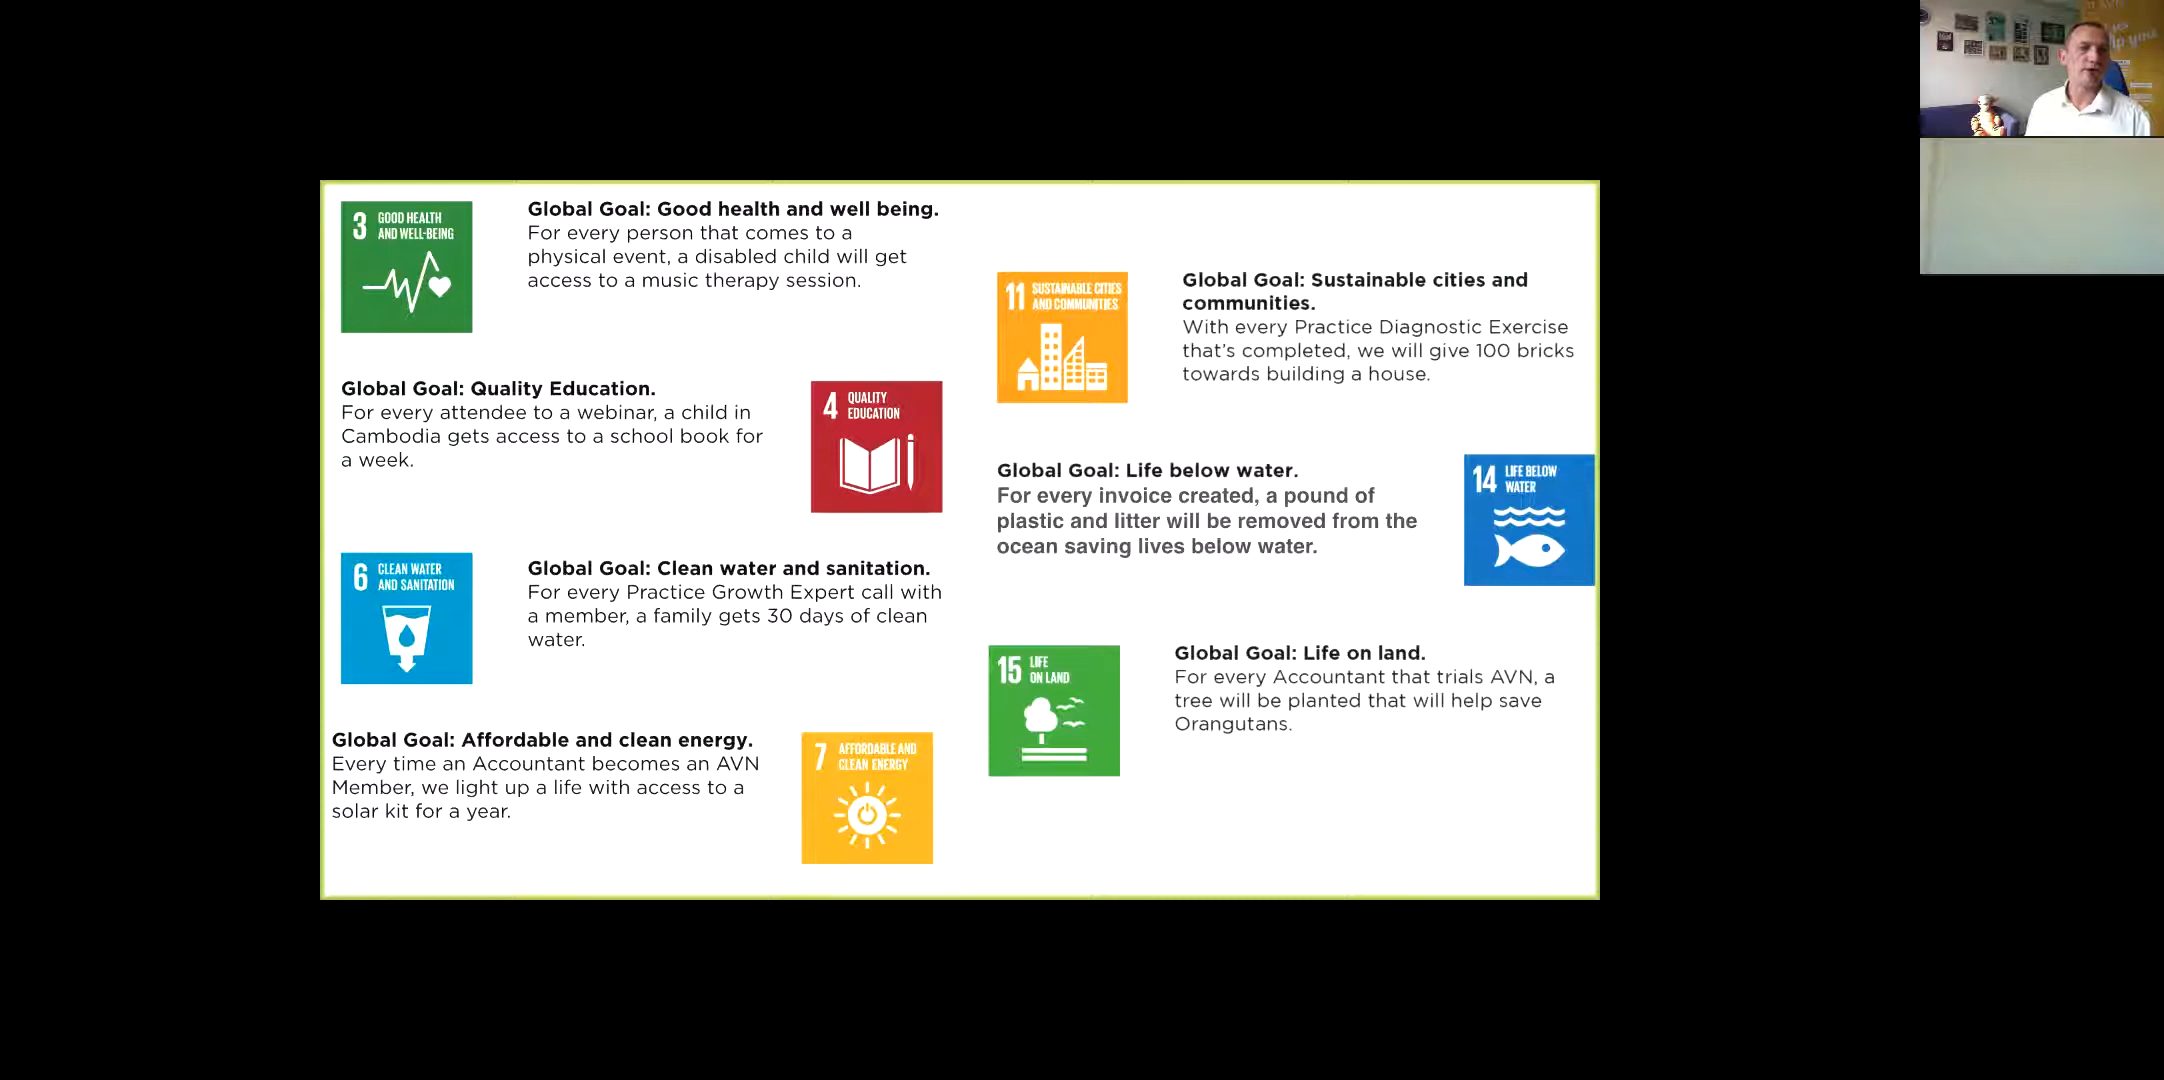 3 GOOD HEALTH
AND WELL-BEING
Global Goal: Good health and well being.
For every person that comes to a
physical event, a disabled child will get
access to a music therapy session.
Global Goal: Quality Education.
For every attendee to a webinar, a child in
Cambodia gets access to a school book for
a week.
4 QUALITY
EDUCATION
6 CLEAN WATER
AND SANITATION
Global Goal: Clean water and sanitation.
For every Practice Growth Expert call with
a member, a family gets 30 days of clean
water.
Global Goal: Affordable and clean energy.
Every time an Accountant becomes an AVN
Member, we light up a life with access to a
solar kit for a year.
7 AFFORDABLE AND
CLEAN ENERGY
11 SUSTAINABLE CITIES
AND COMMUNITIES
Global Goal: Sustainable cities and
communities.
With every Practice Diagnostic Exercise
that's completed, we will give 100 bricks
towards building a house.
Global Goal: Life below water.
For every invoice created, a pound of
plastic and litter will be removed from the
ocean saving lives below water.
14 LIFE BELOW
WATER
15 LIFE
ON LAND
Global Goal: Life on land.
For every Accountant that trials AVN, a
tree will be planted that will help save
Orangutans.